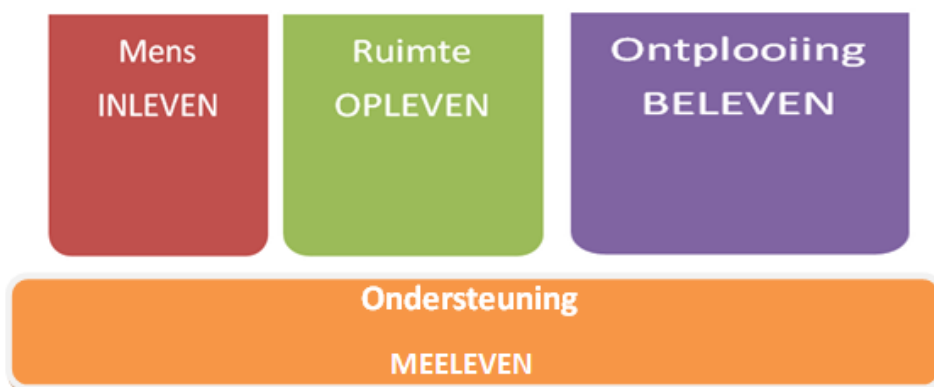 Mens
INLEVEN
Ruimte
OPLEVEN
Ontplooiing
BELEVEN
Ondersteuning
MEELEVEN